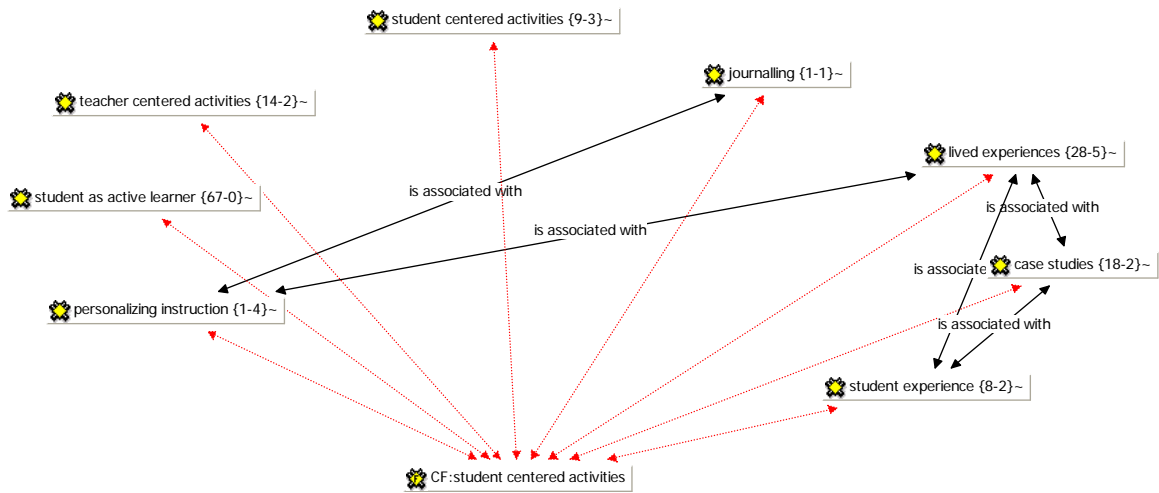 student centered activities {9-3}~
journalling {1-1}~
teacher centered activities {14-2}~
lived experiences {28-5}~
is associated with
student as active learner {67-0}~
is associated with
is associated with
is associate
case studies {18-2}~
personalizing instruction {1-4}~
is associated with
student experience {8-2}~
CF:student centered activities